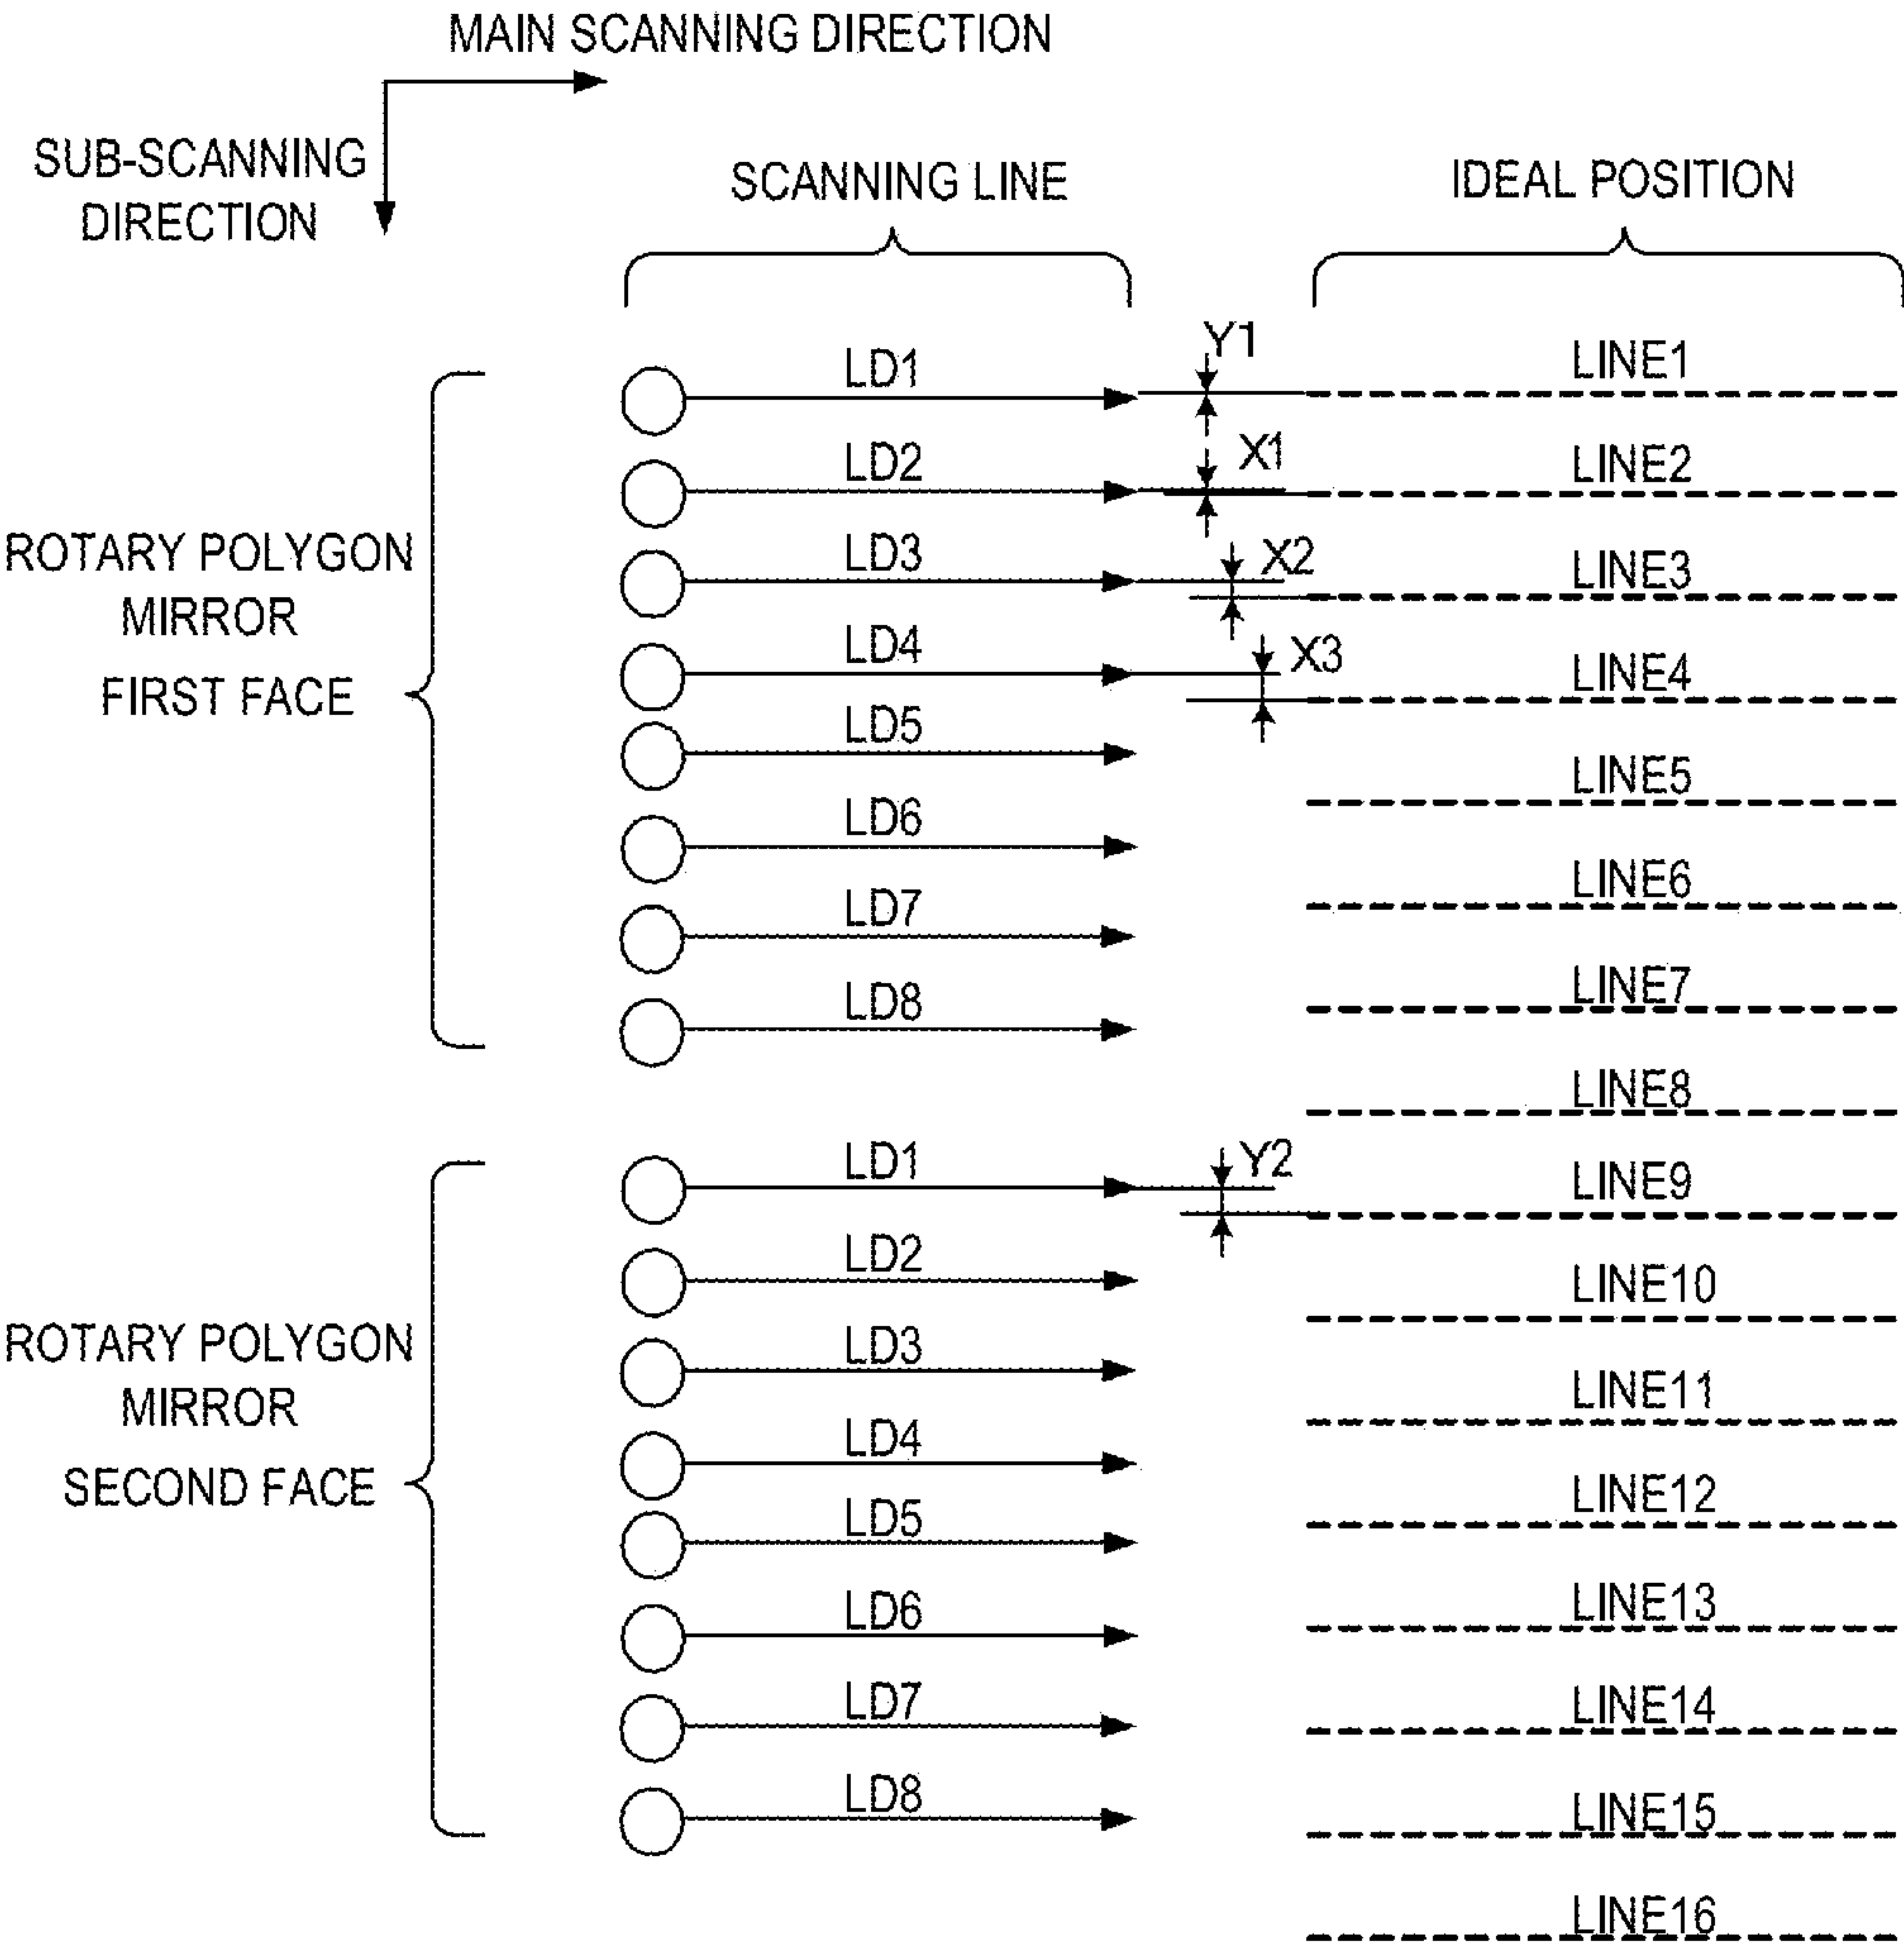 MAIN SCANNING DIRECTION
SUB-SCANNING
DIRECTION
SCANNING LINE
IDEAL POSITION
ROTARY POLYGON
MIRROR
FIRST FACE
LD1
LD2
LD3
LD4
LD5
LD6
LD7
LD8
Y1
X1
X2
X3
LINE1
LINE2
LINE3
LINE4
LINE5
LINE6
LINE7
LINE8
ROTARY POLYGON
MIRROR
SECOND FACE
LD1
LD2
LD3
LD4
LD5
LD6
LD7
LD8
Y2
LINE9
LINE10
LINE11
LINE12
LINE13
LINE14
LINE15
LINE16